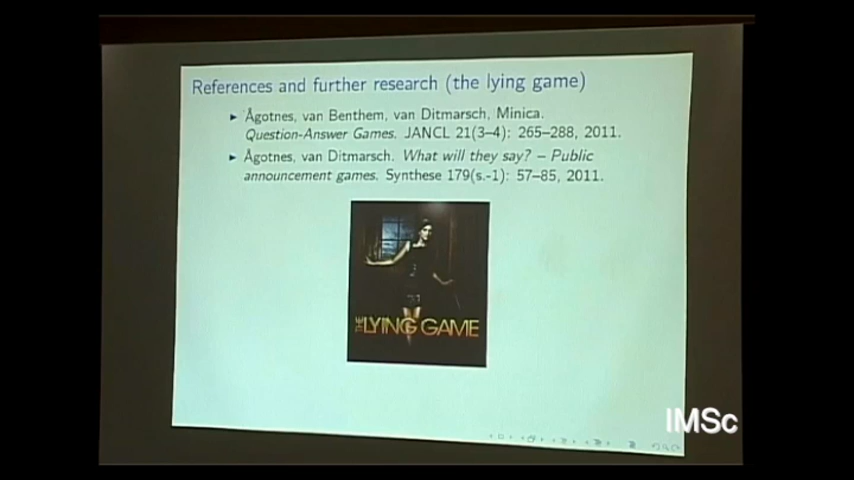 References and further research (the lying game)
Ågotnes, van Benthem, van Ditmarsch, Minica.
Question-Answer Games. JANCL 21(3–4): 265–288, 2011.
Ågotnes, van Ditmarsch. What will they say? – Public
announcement games. Synthese 179(s.-1): 57–85, 2011.
THE LYING GAME
IMSc